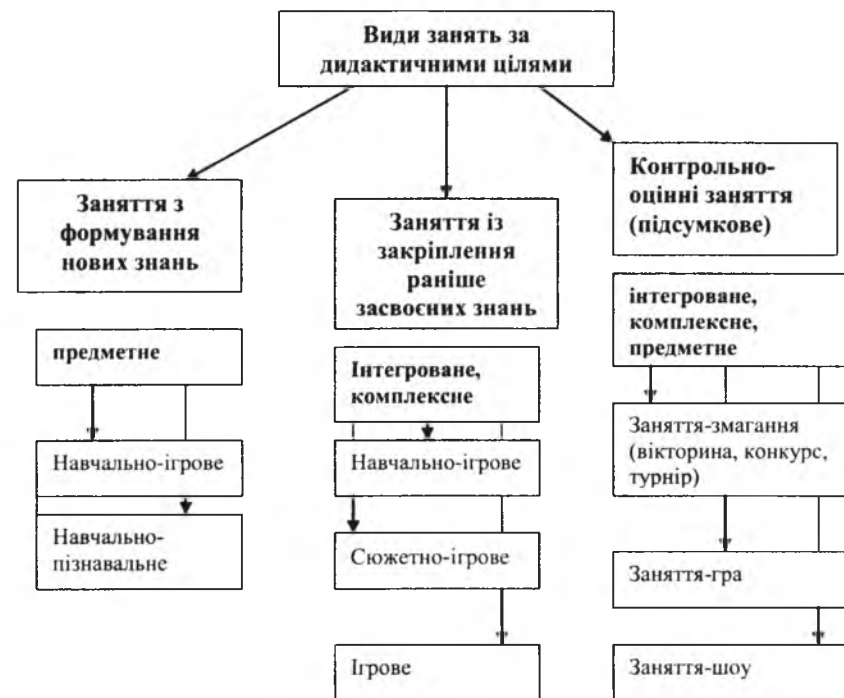 Види занять за
дидактичними цілями
Заняття з
формування
нових знань
предметне
Навчально-ігрове
Навчально-
пізнавальне
Заняття із
закріплення
раніше
засвоєних знань
Інтегроване,
комплексне
Навчально-ігрове
Сюжетно-ігрове
Ігрове
Контрольно-
оцінні заняття
(підсумкове)
інтегроване,
комплексне,
предметне
Заняття-змагання
(вікторина, конкурс,
турнір)
Заняття-гра
Заняття-шоу